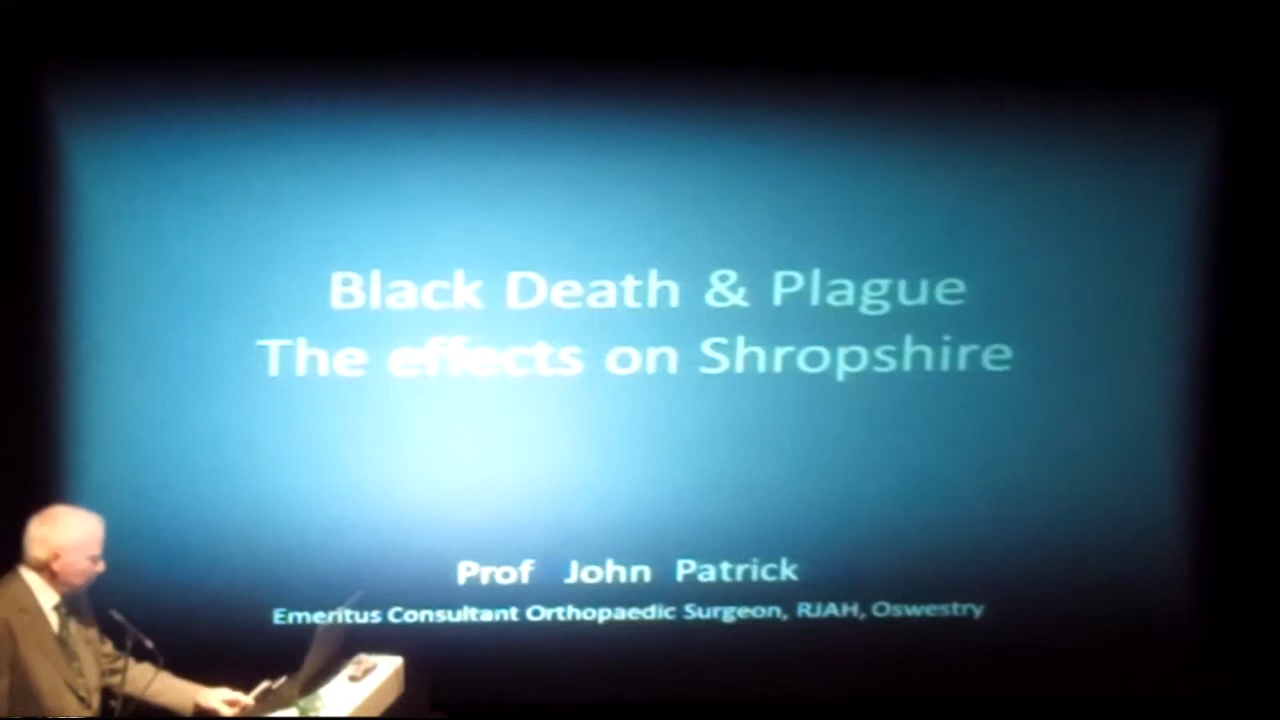 Black Death & Plague
The effects on Shropshire
Prof John Patrick
Emeritus Consultant Orthopaedic Surgeon, RJAH, Oswestry